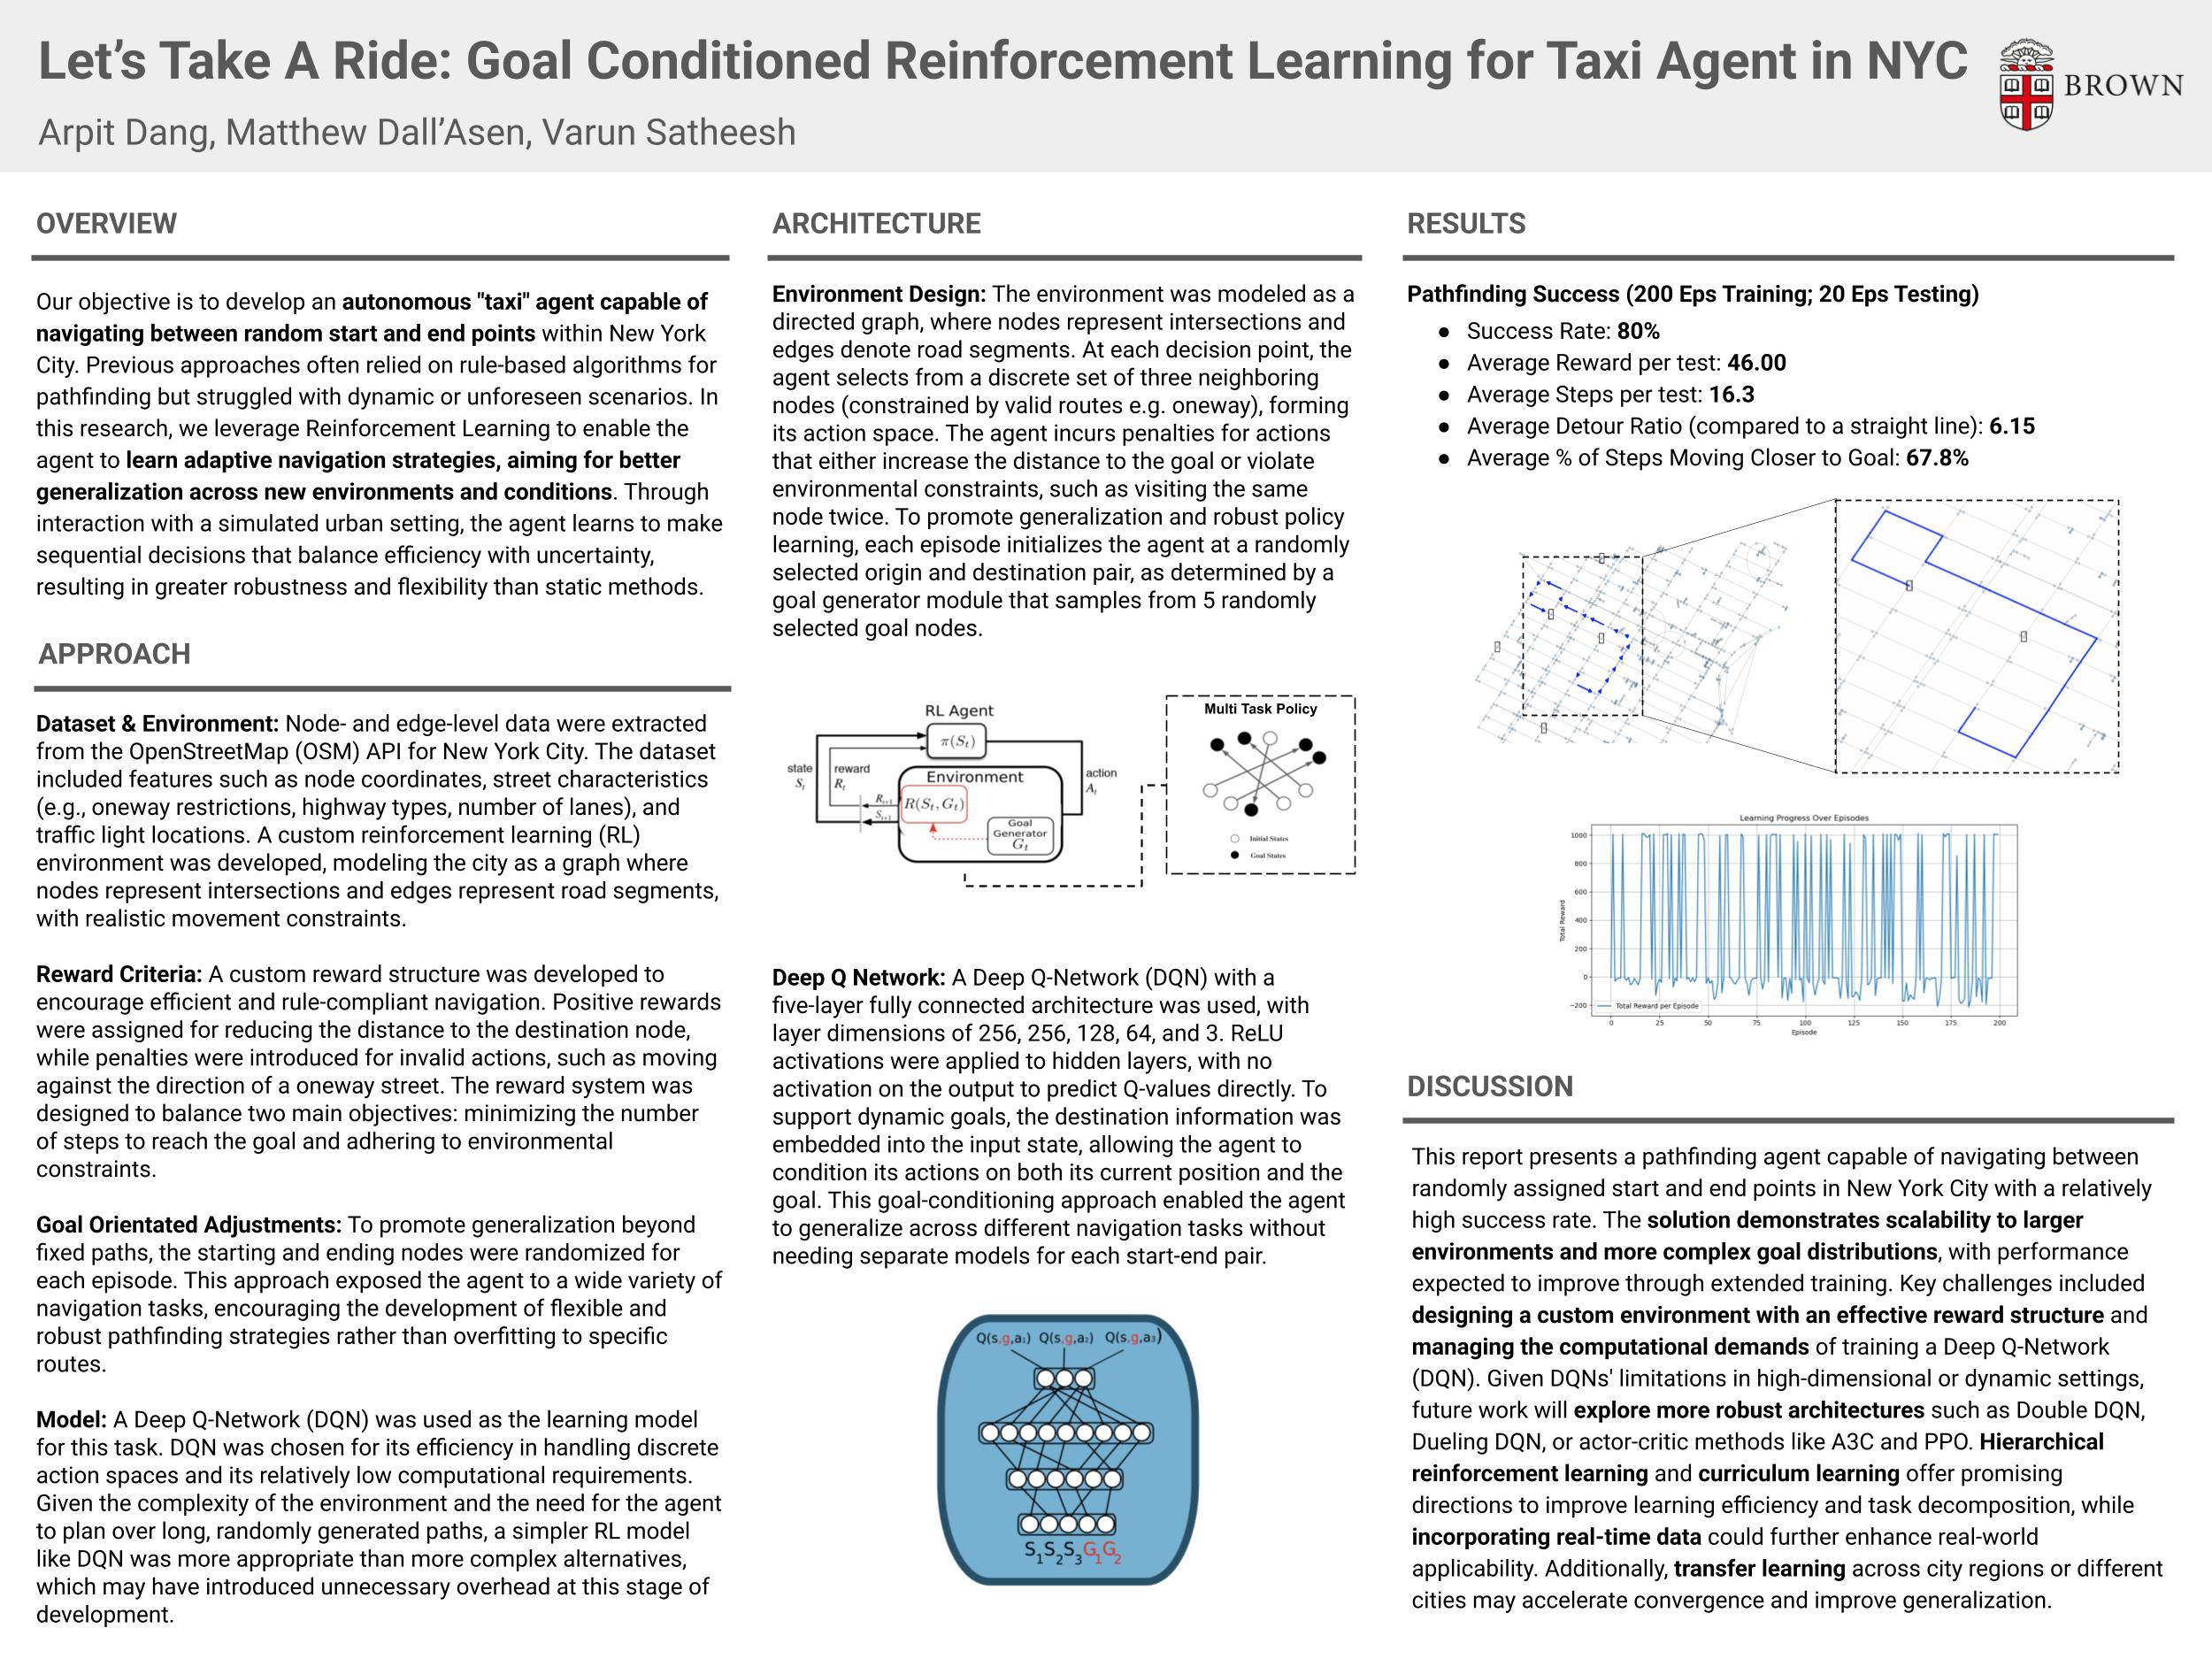 Let's Take A Ride: Goal Conditioned Reinforcement Learning for Taxi Agent in NYC
BROWN
Arpit Dang, Matthew Dall'Asen, Varun Satheesh
OVERVIEW
Our objective is to develop an autonomous "taxi" agent capable of
navigating between random start and end points within New York
City. Previous approaches often relied on rule-based algorithms for
pathfinding but struggled with dynamic or unforeseen scenarios. In
this research, we leverage Reinforcement Learning to enable the
agent to learn adaptive navigation strategies, aiming for better
generalization across new environments and conditions. Through
interaction with a simulated urban setting, the agent learns to make
sequential decisions that balance efficiency with uncertainty,
resulting in greater robustness and flexibility than static methods.
APPROACH
Dataset & Environment: Node- and edge-level data were extracted
from the OpenStreetMap (OSM) API for New York City. The dataset
included features such as node coordinates, street characteristics
(e.g., oneway restrictions, highway types, number of lanes), and
traffic light locations. A custom reinforcement learning (RL)
environment was developed, modeling the city as a graph where
nodes represent intersections and edges represent road segments,
with realistic movement constraints.
Reward Criteria: A custom reward structure was developed to
encourage efficient and rule-compliant navigation. Positive rewards
were assigned for reducing the distance to the destination node,
while penalties were introduced for invalid actions, such as moving
against the direction of a oneway street. The reward system was
designed to balance two main objectives: minimizing the number
of steps to reach the goal and adhering to environmental
constraints.
Goal Orientated Adjustments: To promote generalization beyond
fixed paths, the starting and ending nodes were randomized for
each episode. This approach exposed the agent to a wide variety of
navigation tasks, encouraging the development of flexible and
robust pathfinding strategies rather than overfitting to specific
routes.
Model: A Deep Q-Network (DQN) was used as the learning model
for this task. DQN was chosen for its efficiency in handling discrete
action spaces and its relatively low computational requirements.
Given the complexity of the environment and the need for the agent
to plan over long, randomly generated paths, a simpler RL model
like DQN was more appropriate than more complex alternatives,
which may have introduced unnecessary overhead at this stage of
development.
ARCHITECTURE
Environment Design: The environment was modeled as a
directed graph, where nodes represent intersections and
edges denote road segments. At each decision point, the
agent selects from a discrete set of three neighboring
nodes (constrained by valid routes e.g. oneway), forming
its action space. The agent incurs penalties for actions
that either increase the distance to the goal or violate
environmental constraints, such as visiting the same
node twice. To promote generalization and robust policy
learning, each episode initializes the agent at a randomly
selected origin and destination pair, as determined by a
goal generator module that samples from 5 randomly
selected goal nodes.
RL Agent
π(Sₜ)
state
Sₜ
reward
Rₜ
Environment
action
Aₜ
Rₜ₊₁
Sₜ₊₁
R(Sₜ, Gₜ)
Goal
Generator
Gₜ
Multi Task Policy
Initial States
Goal States
Deep Q Network: A Deep Q-Network (DQN) with a
five-layer fully connected architecture was used, with
layer dimensions of 256, 256, 128, 64, and 3. ReLU
activations were applied to hidden layers, with no
activation on the output to predict Q-values directly. To
support dynamic goals, the destination information was
embedded into the input state, allowing the agent to
condition its actions on both its current position and the
goal. This goal-conditioning approach enabled the agent
to generalize across different navigation tasks without
needing separate models for each start-end pair.
Q(s,g,a₁) Q(s,g,a₂) Q(s,g,a₃)
S₁S₂S₃G₁G₂
RESULTS
Pathfinding Success (200 Eps Training; 20 Eps Testing)
● Success Rate: 80%
● Average Reward per test: 46.00
● Average Steps per test: 16.3
● Average Detour Ratio (compared to a straight line): 6.15
● Average % of Steps Moving Closer to Goal: 67.8%
Learning Progress Over Episodes
Total Reward
1000
800
600
400
200
0
−200
Total Reward per Episode
0 25 50 75 100 125 150 175 200
Episode
DISCUSSION
This report presents a pathfinding agent capable of navigating between
randomly assigned start and end points in New York City with a relatively
high success rate. The solution demonstrates scalability to larger
environments and more complex goal distributions, with performance
expected to improve through extended training. Key challenges included
designing a custom environment with an effective reward structure and
managing the computational demands of training a Deep Q-Network
(DQN). Given DQNs' limitations in high-dimensional or dynamic settings,
future work will explore more robust architectures such as Double DQN,
Dueling DQN, or actor-critic methods like A3C and PPO. Hierarchical
reinforcement learning and curriculum learning offer promising
directions to improve learning efficiency and task decomposition, while
incorporating real-time data could further enhance real-world
applicability. Additionally, transfer learning across city regions or different
cities may accelerate convergence and improve generalization.